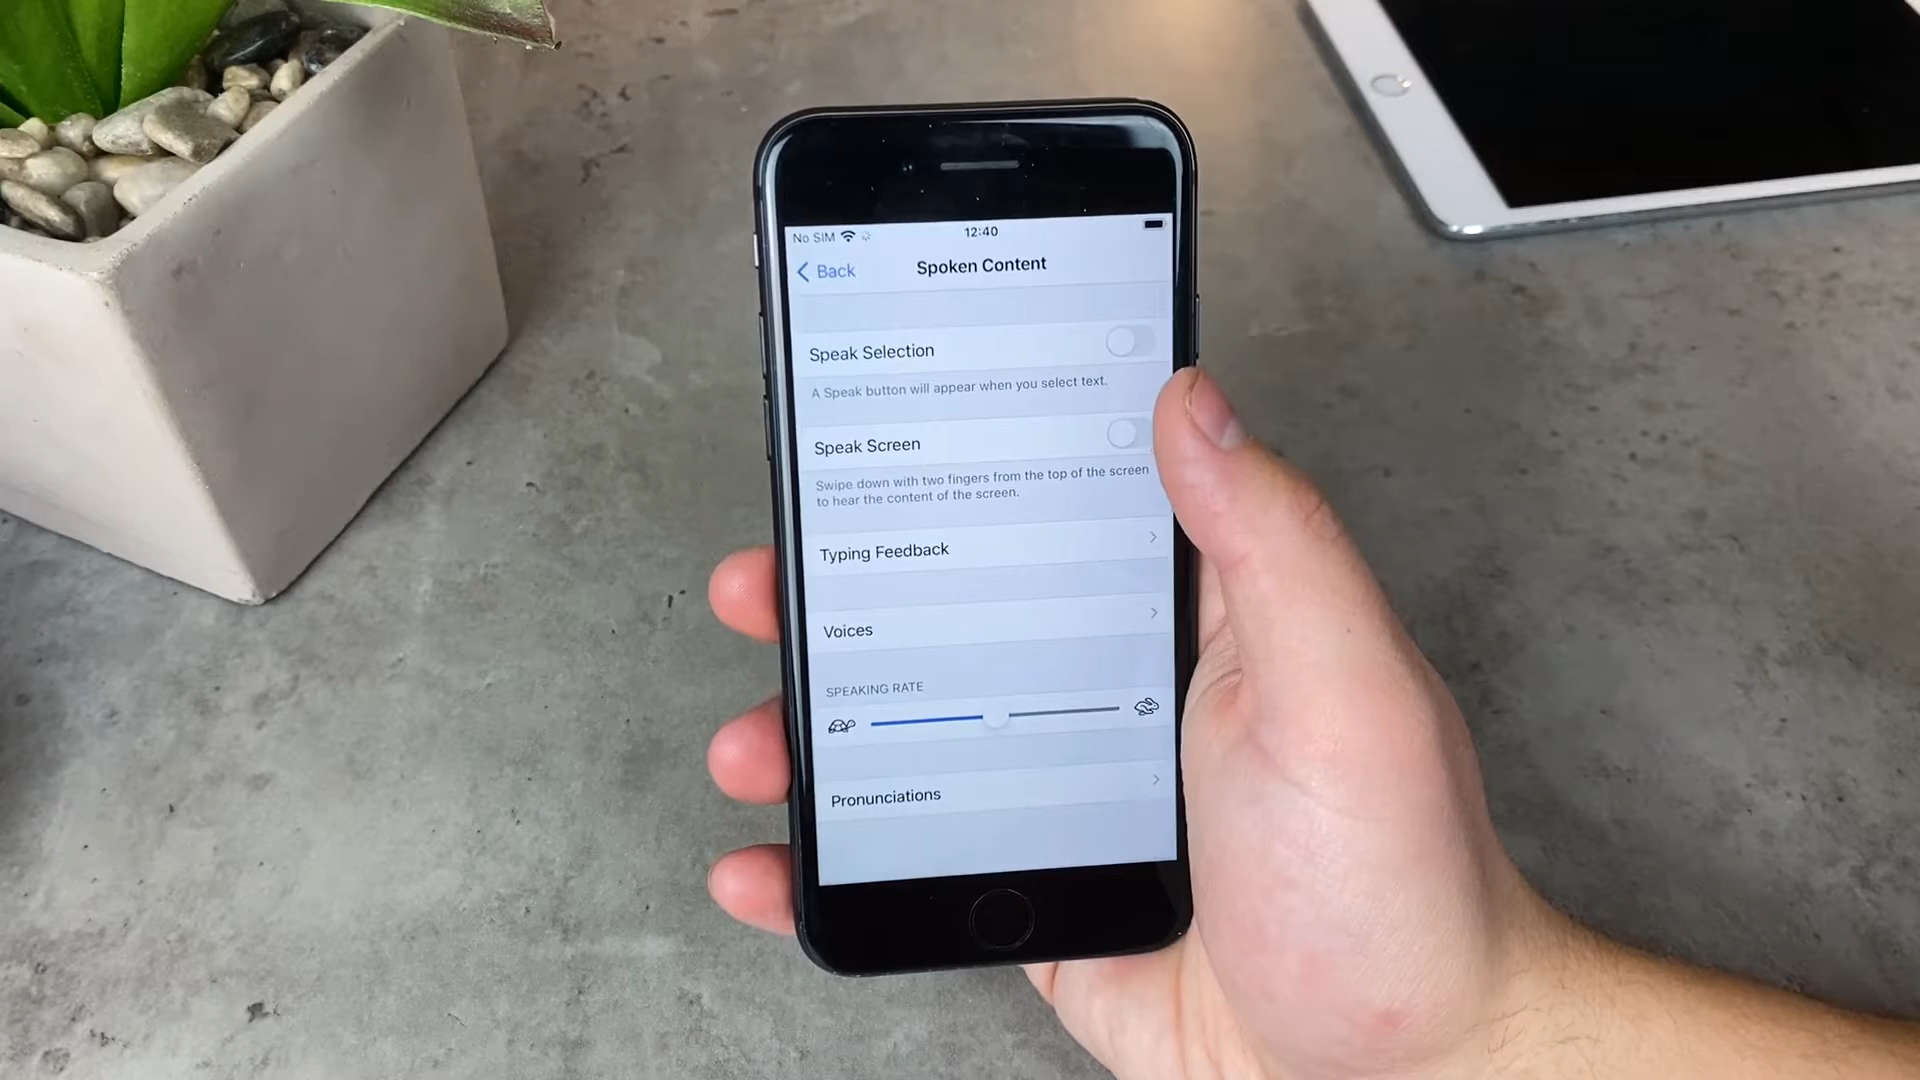 No SIM 12:40
Back Spoken Content
Speak Selection
A Speak button will appear when you select text.
Speak Screen
Swipe down with two fingers from the top of the screen
to hear the content of the screen.
Typing Feedback
Voices
SPEAKING RATE
Pronunciations